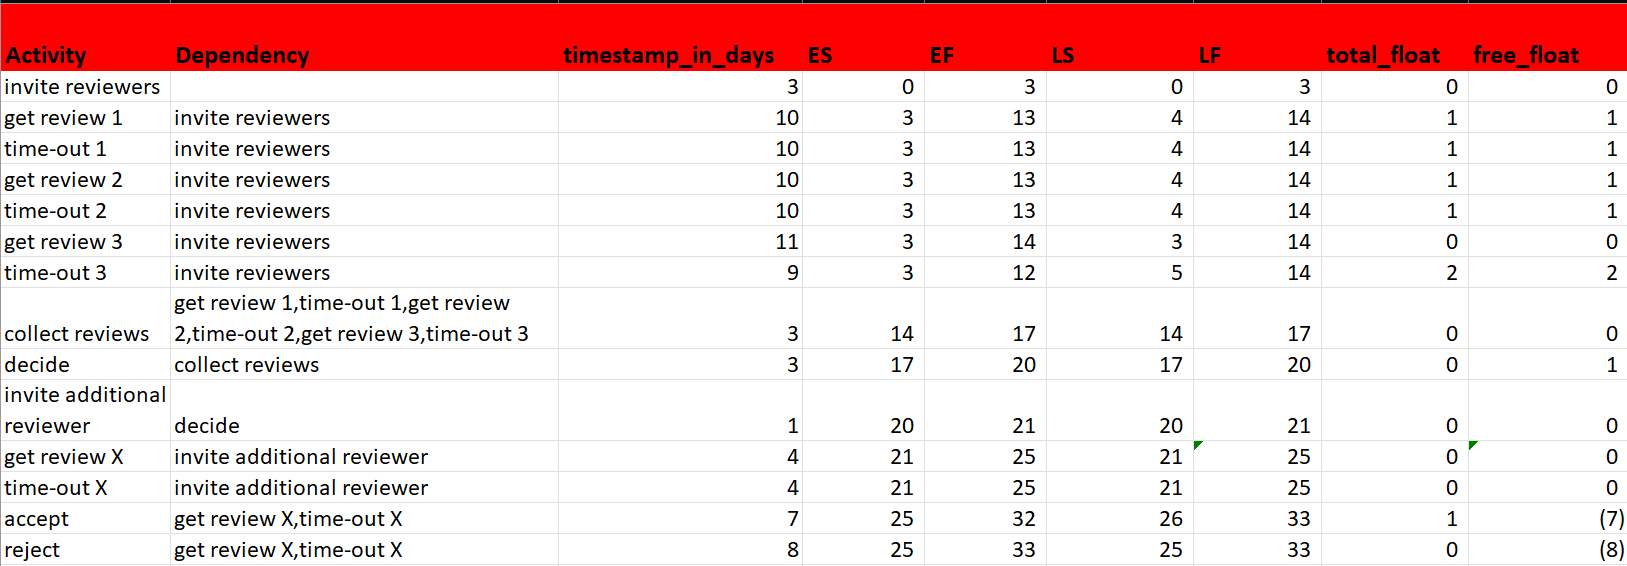 Activity Dependency timestamp_in_days ES EF LS LF total_float free_float
invite reviewers 3 0 3 0 3 0 0
get review 1 invite reviewers 10 3 13 4 14 1 1
time-out 1 invite reviewers 10 3 13 4 14 1 1
get review 2 invite reviewers 10 3 13 4 14 1 1
time-out 2 invite reviewers 10 3 13 4 14 1 1
get review 3 invite reviewers 11 3 14 3 14 0 0
time-out 3 invite reviewers 9 3 12 5 14 2 2
get review 1,time-out 1,get review
collect reviews 2,time-out 2,get review 3,time-out 3 3 14 17 14 17 0 0
decide collect reviews 3 17 20 17 20 0 1
invite additional
reviewer decide 1 20 21 20 21 0 0
get review X invite additional reviewer 4 21 25 21 25 0 0
time-out X invite additional reviewer 4 21 25 21 25 0 0
accept get review X,time-out X 7 25 32 26 33 1 (7)
reject get review X,time-out X 8 25 33 25 33 0 (8)